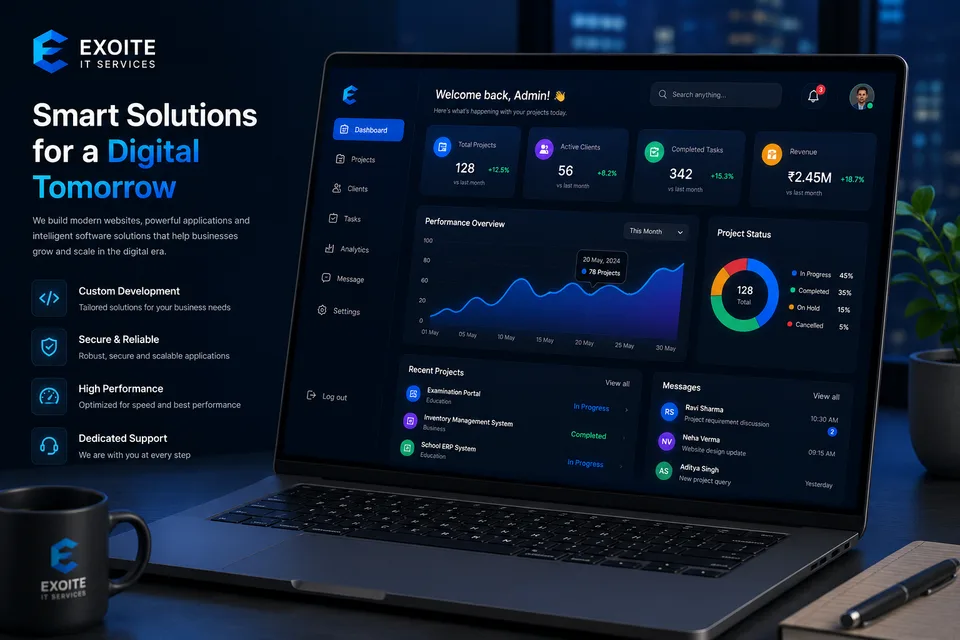 EXOITE
IT SERVICES
Smart Solutions
for a Digital
Tomorrow
We build modern websites, powerful applications and
intelligent software solutions that help businesses
grow and scale in the digital era.
Custom Development
Tailored solutions for your business needs
Secure & Reliable
Robust, secure and scalable applications
High Performance
Optimized for speed and best performance
Dedicated Support
We are with you at every step
EXOITE
IT SERVICES
Dashboard
Projects
Clients
Tasks
Analytics
Message
Settings
Log out
Welcome back, Admin! 👋
Here's what's happening with your projects today.
Search anything...
3
Total Projects
128 +12.5%
vs last month
Active Clients
56 +8.2%
vs last month
Completed Tasks
342 +15.3%
vs last month
Revenue
₹2.45M +18.7%
vs last month
Performance Overview
This Month
100
80
60
20
0
20 May, 2024
78 Projects
01 May 05 May 10 May 15 May 20 May 25 May 30 May
Project Status
128
Total
In Progress 45%
Completed 35%
On Hold 15%
Cancelled 5%
Recent Projects View all
Examination Portal
Education
In Progress
Inventory Management System
Business
Completed
School ERP System
Education
In Progress
Messages View all
RS Ravi Sharma
Project requirement discussion
10:30 AM
2
NV Neha Verma
Website design update
09:15 AM
AS Aditya Singh
New project query
Yesterday